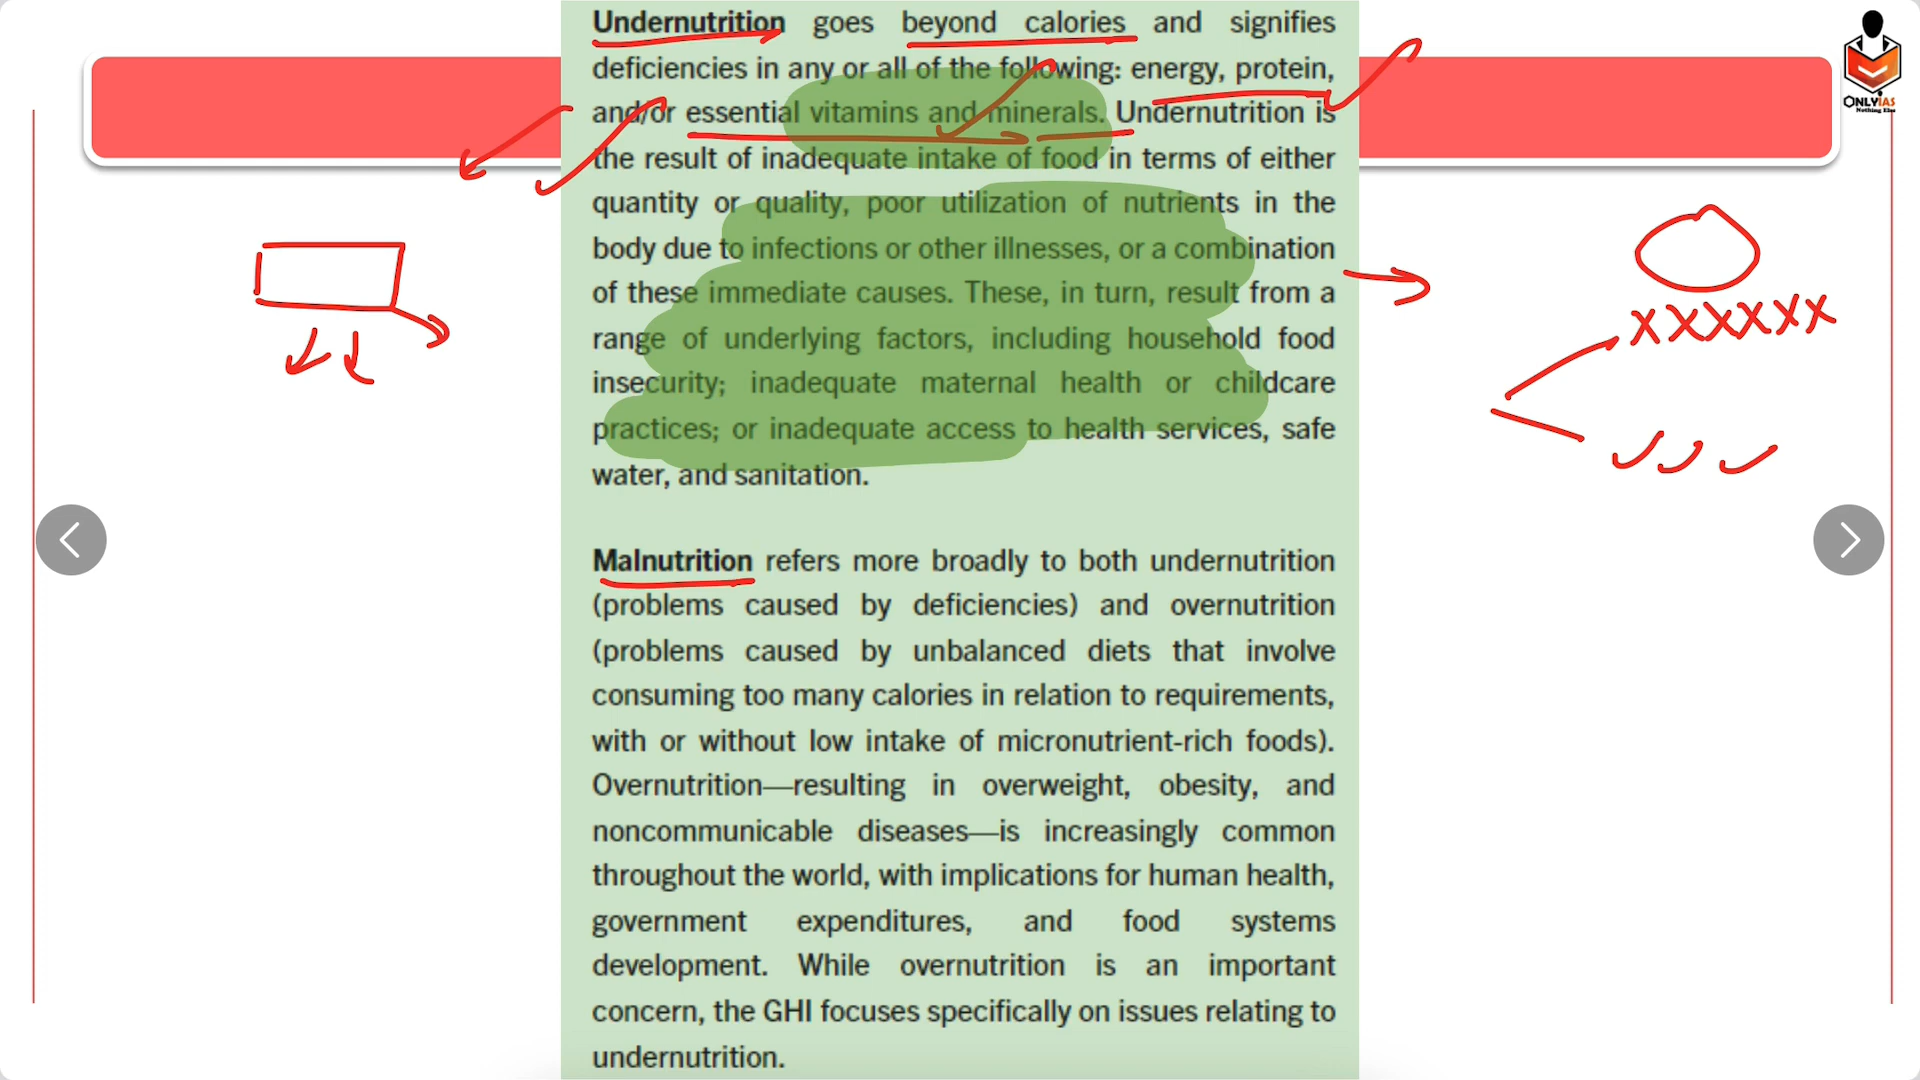 Undernutrition goes beyond calories and signifies
deficiencies in any or all of the following: energy, protein,
and/or essential vitamins and minerals. Undernutrition is
the result of inadequate intake of food in terms of either
quantity or quality, poor utilization of nutrients in the
body due to infections or other illnesses, or a combination
of these immediate causes. These, in turn, result from a
range of underlying factors, including household food
insecurity; inadequate maternal health or childcare
practices; or inadequate access to health services, safe
water, and sanitation.
Malnutrition refers more broadly to both undernutrition
(problems caused by deficiencies) and overnutrition
(problems caused by unbalanced diets that involve
consuming too many calories in relation to requirements,
with or without low intake of micronutrient-rich foods).
Overnutrition—resulting in overweight, obesity, and
noncommunicable diseases—is increasingly common
throughout the world, with implications for human health,
government expenditures, and food systems
development. While overnutrition is an important
concern, the GHI focuses specifically on issues relating to
undernutrition.
ONLYIAS
Nothing Else
XXXXXX